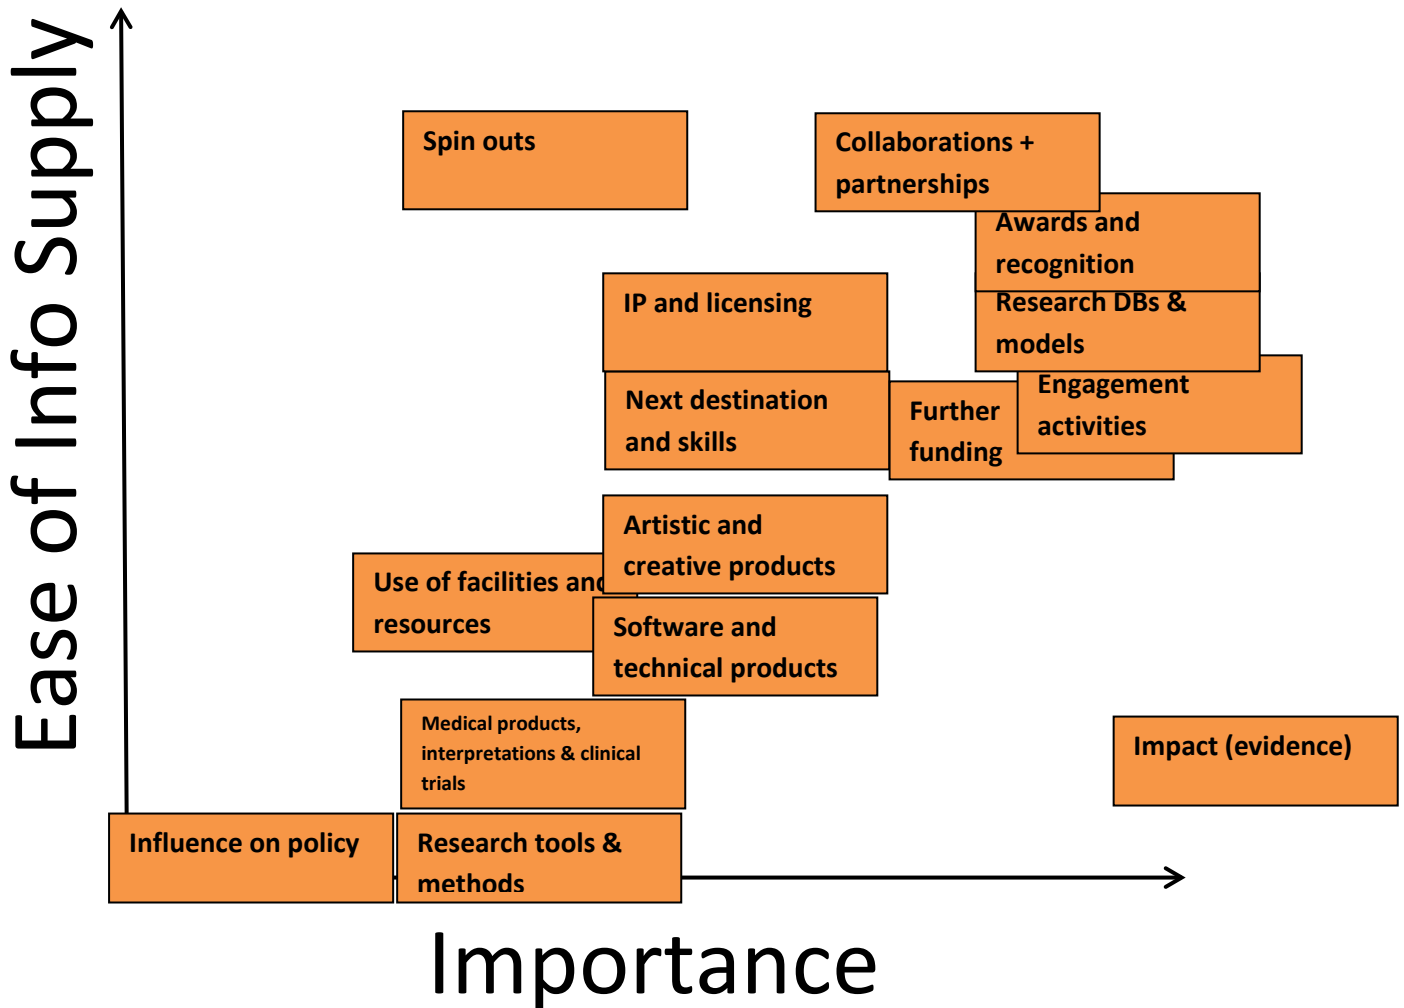 Ease of Info Supply
Spin outs
Collaborations +
partnerships
Awards and
recognition
IP and licensing
Research DBs &
models
Next destination
and skills
Further
funding
Engagement
activities
Artistic and
creative products
Use of facilities and
resources
Software and
technical products
Medical products,
interpretations & clinical
trials
Impact (evidence)
Influence on policy
Research tools &
methods
Importance